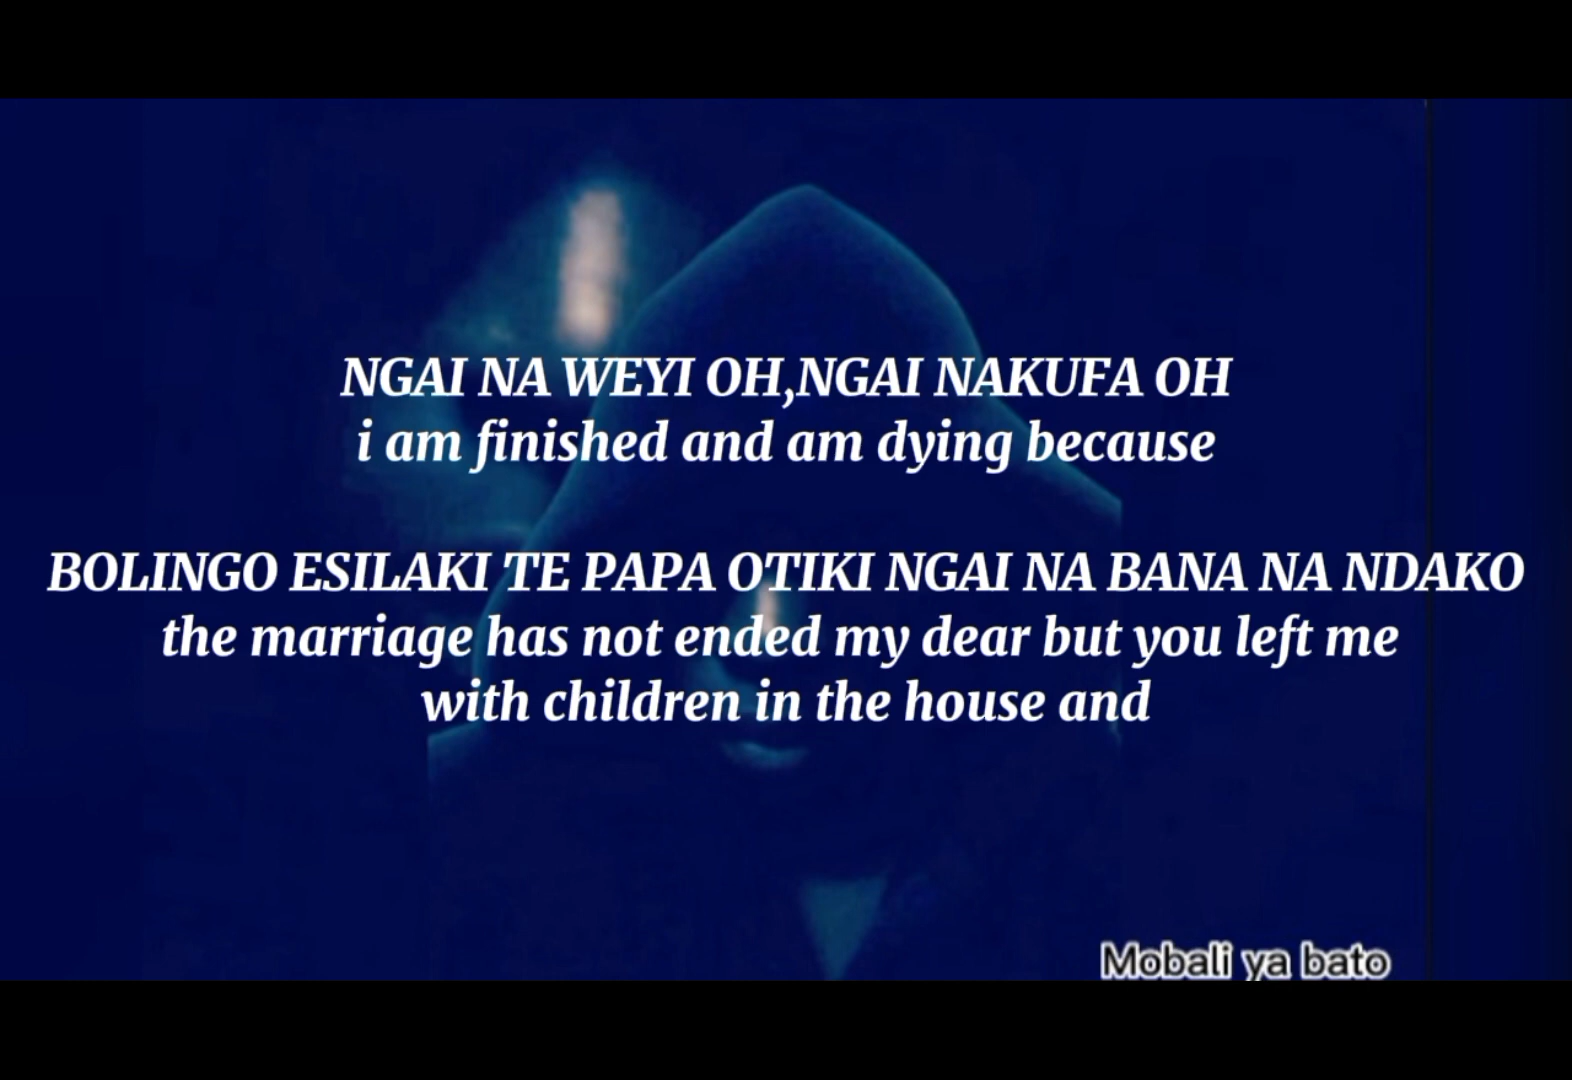 NGAI NA WEYI OH,NGAI NAKUFA OH
i am finished and am dying because
BOLINGO ESILAKI TE PAPA OTIKI NGAI NA BANA NA NDAKO
the marriage has not ended my dear but you left me
with children in the house and
Mobali ya bato